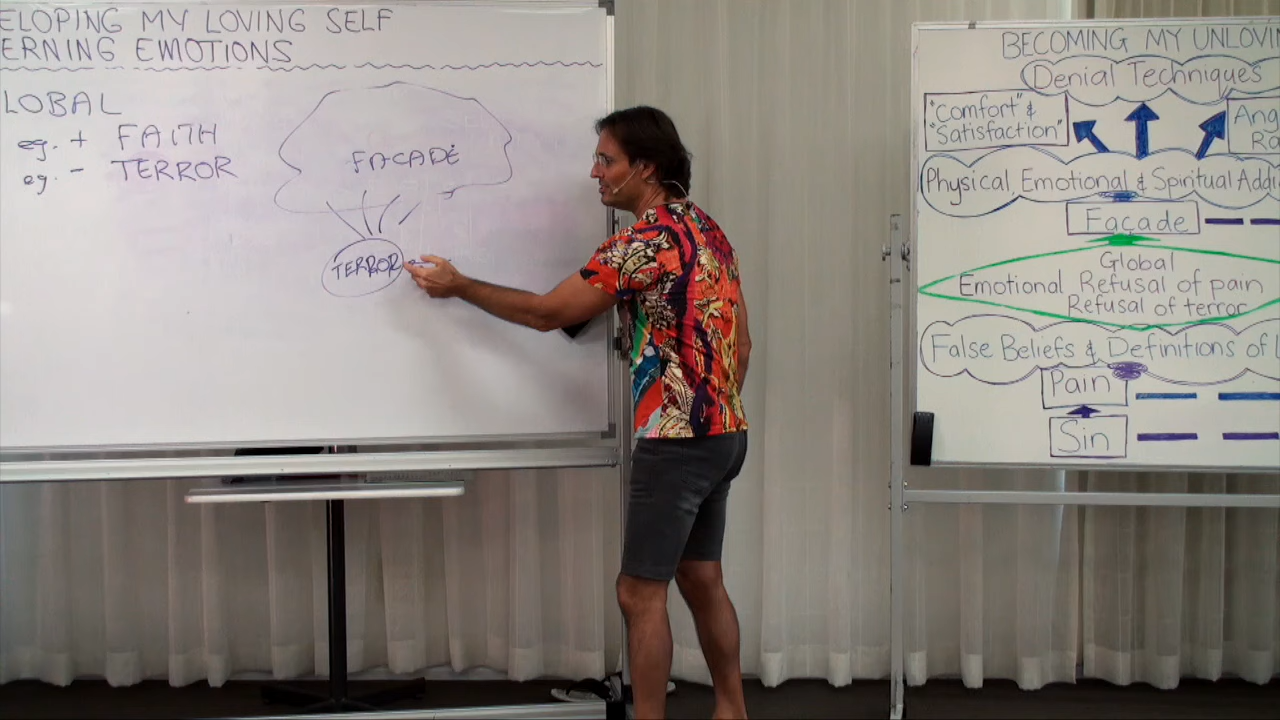 ELOPING MY LOVING SELF
ERNING EMOTIONS
LOBAL
eg. + FAITH
eg. - TERROR
FACADE
TERROR
BECOMING MY UNLOVIN
Denial Techniques
"Comfort" &
"Satisfaction"
Ang
Ra
Physical, Emotional & Spiritual Addi
Façade
Global
Emotional Refusal of pain
Refusal of terror
False Beliefs & Definitions of L
Pain
Sin